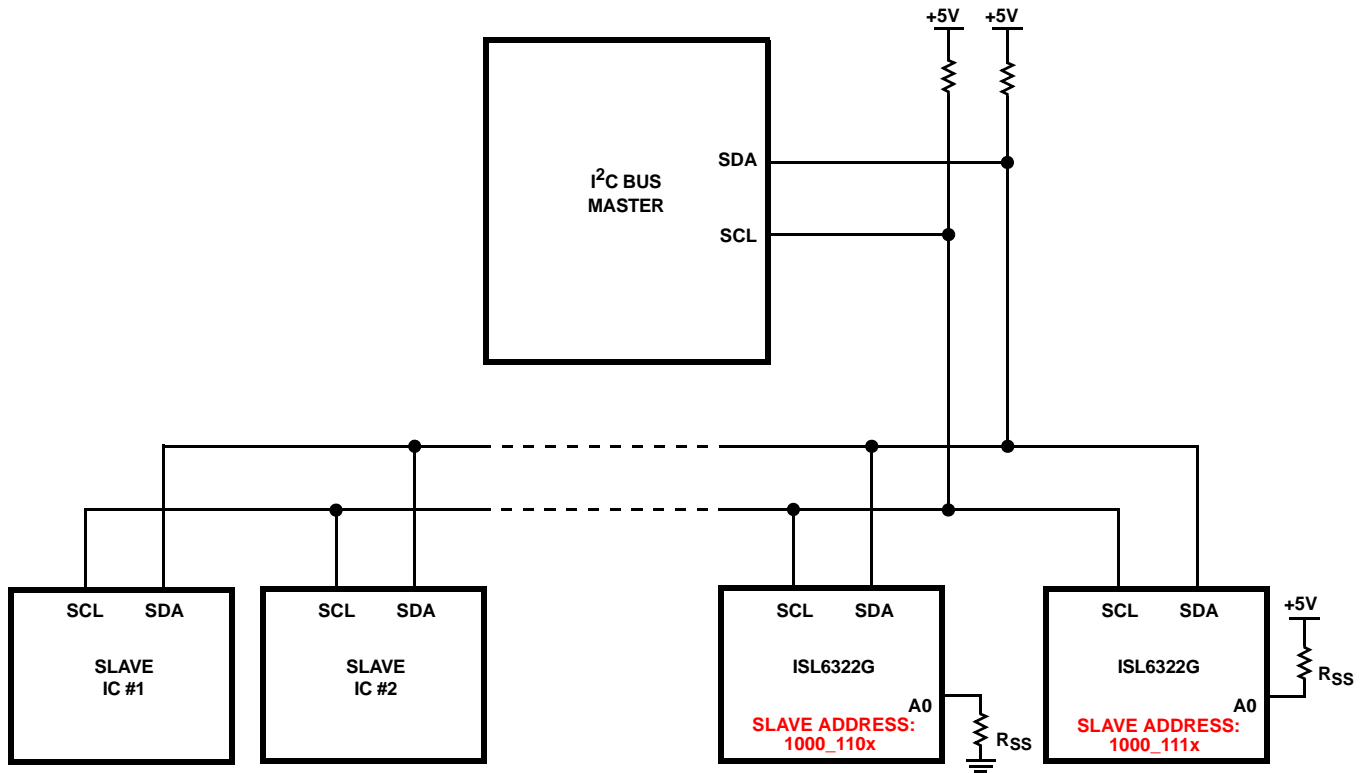 +5V +5V
SDA
I²C BUS
MASTER
SCL
SCL SDA
SLAVE
IC #1
SCL SDA
SLAVE
IC #2
SCL SDA
ISL6322G
A0
SLAVE ADDRESS:
1000_110x
RSS
SCL SDA
ISL6322G
A0
SLAVE ADDRESS:
1000_111x
+5V
RSS